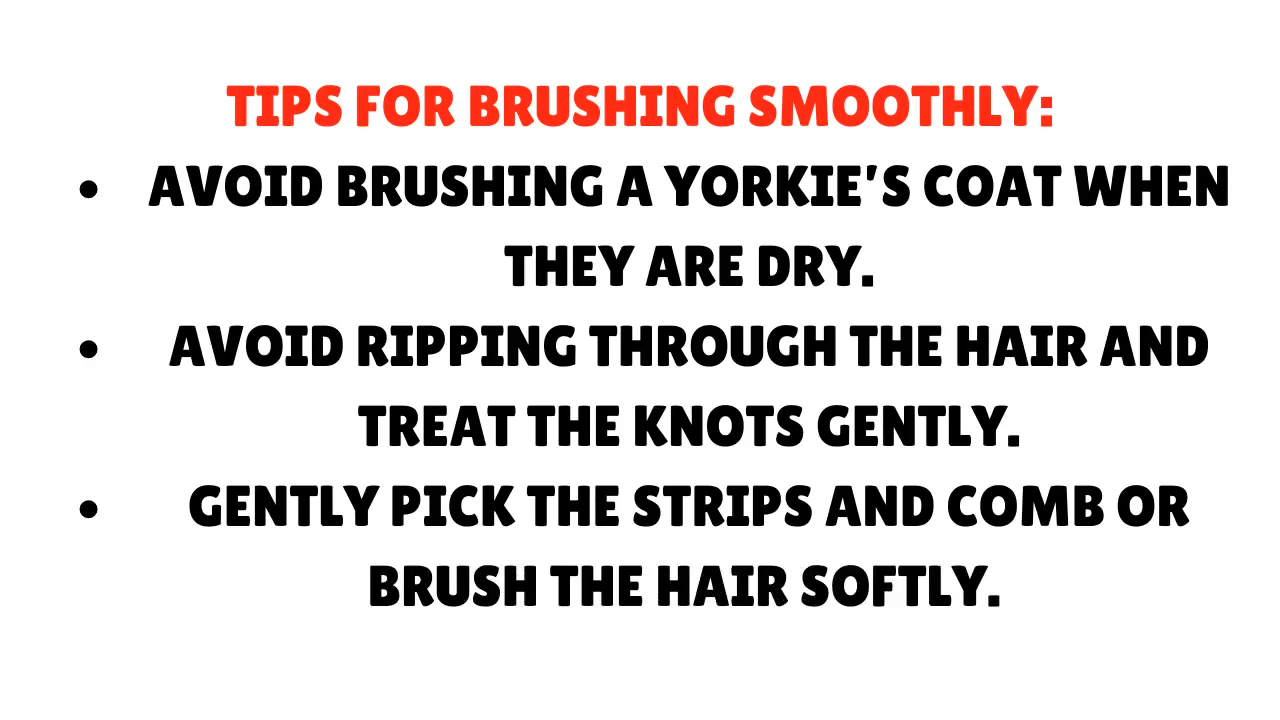 TIPS FOR BRUSHING SMOOTHLY:
• AVOID BRUSHING A YORKIE'S COAT WHEN
THEY ARE DRY.
• AVOID RIPPING THROUGH THE HAIR AND
TREAT THE KNOTS GENTLY.
• GENTLY PICK THE STRIPS AND COMB OR
BRUSH THE HAIR SOFTLY.